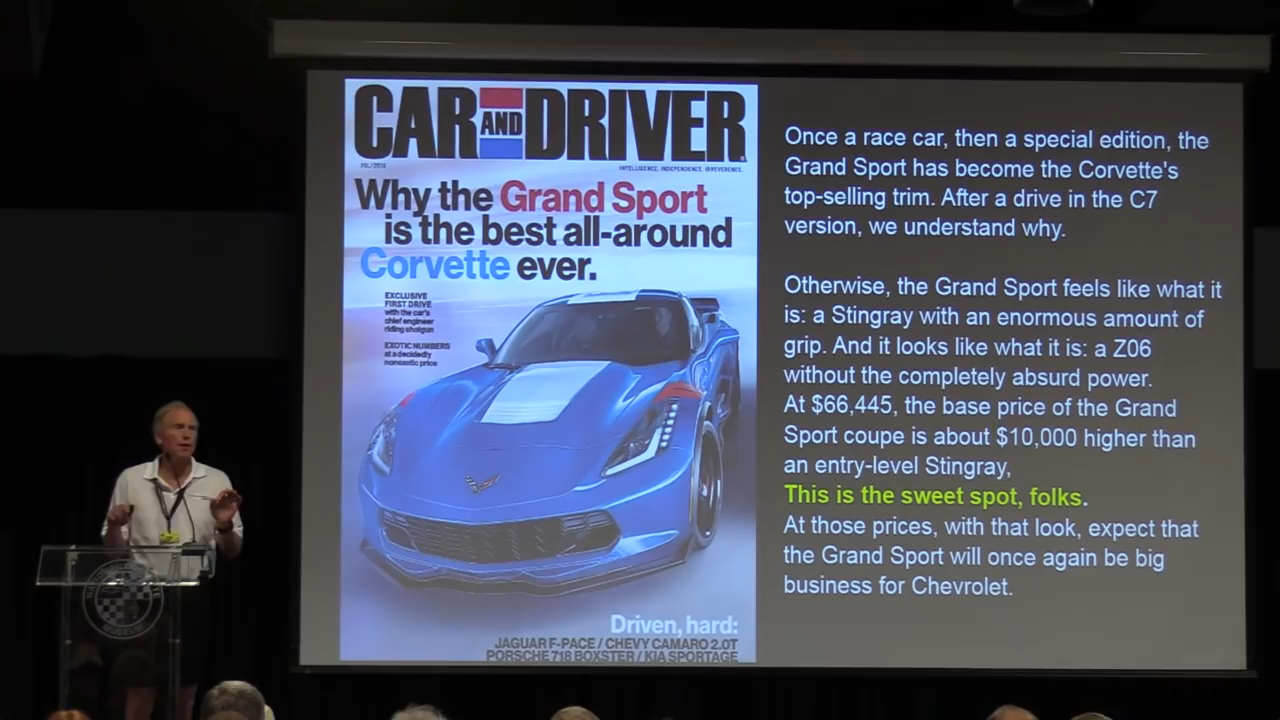 CAR AND DRIVER
JUL/2016
INTELLIGENCE. INDEPENDENCE. IRREVERENCE.
Why the Grand Sport
is the best all-around
Corvette ever.
EXCLUSIVE
FIRST DRIVE
with the car's
chief engineer
riding shotgun
EXOTIC NUMBERS
at a decidedly
nonexotic price
Driven, hard:
JAGUAR F-PACE / CHEVY CAMARO 2.0T
PORSCHE 718 BOXSTER / KIA SPORTAGE
Once a race car, then a special edition, the
Grand Sport has become the Corvette's
top-selling trim. After a drive in the C7
version, we understand why.
Otherwise, the Grand Sport feels like what it
is: a Stingray with an enormous amount of
grip. And it looks like what it is: a Z06
without the completely absurd power.
At $66,445, the base price of the Grand
Sport coupe is about $10,000 higher than
an entry-level Stingray,
This is the sweet spot, folks.
At those prices, with that look, expect that
the Grand Sport will once again be big
business for Chevrolet.
MUSEUM